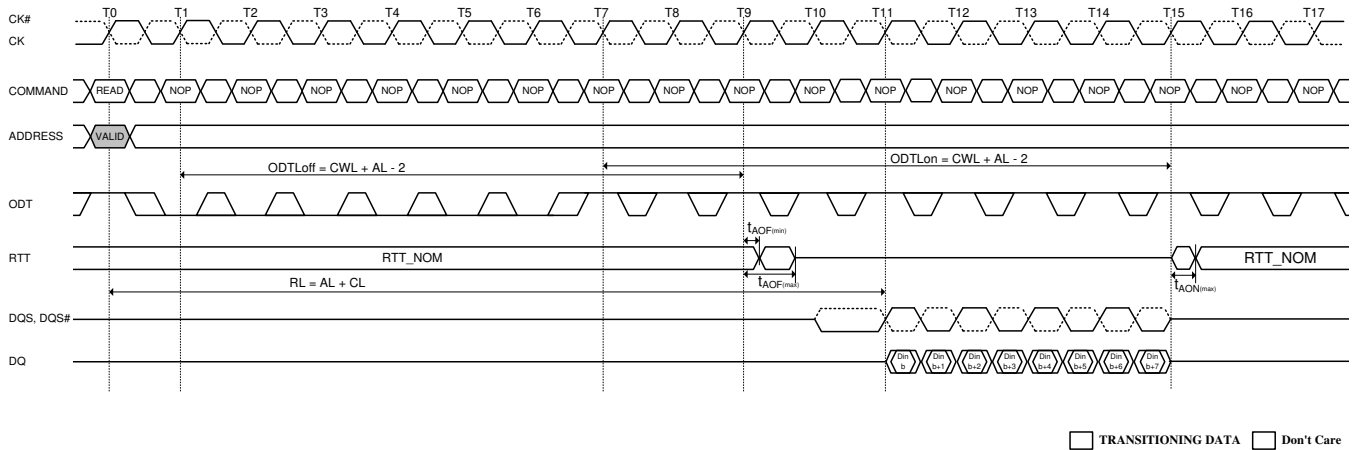 T0 T1 T2 T3 T4 T5 T6 T7 T8 T9 T10 T11 T12 T13 T14 T15 T16 T17
CK#
CK
COMMAND READ NOP NOP NOP NOP NOP NOP NOP NOP NOP NOP NOP NOP NOP NOP NOP NOP NOP
ADDRESS VALID
ODTLoff = CWL + AL - 2 ODTLon = CWL + AL - 2
ODT
tAOF(min)
RTT RTT_NOM RTT_NOM
tAOF(max) tAON(max)
RL = AL + CL
DQS, DQS#
DQ Din b Din b+1 Din b+2 Din b+3 Din b+4 Din b+5 Din b+6 Din b+7
TRANSITIONING DATA Don't Care